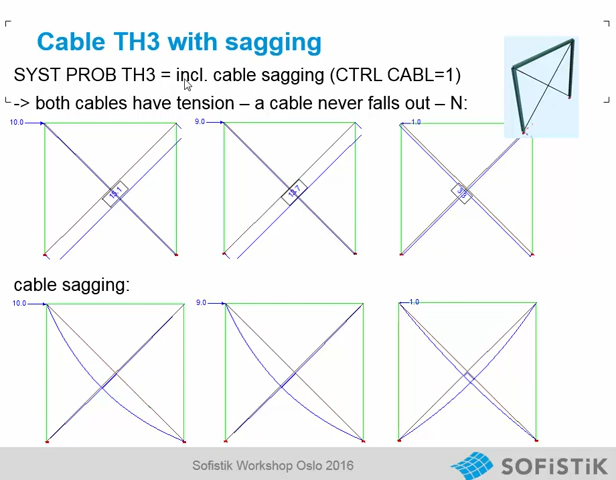 Cable TH3 with sagging
SYST PROB TH3 = incl. cable sagging (CTRL CABL=1)
-> both cables have tension – a cable never falls out – N:
10.0 9.0 1.0
cable sagging:
10.0 9.0 1.0
Sofistik Workshop Oslo 2016
SOFiSTiK